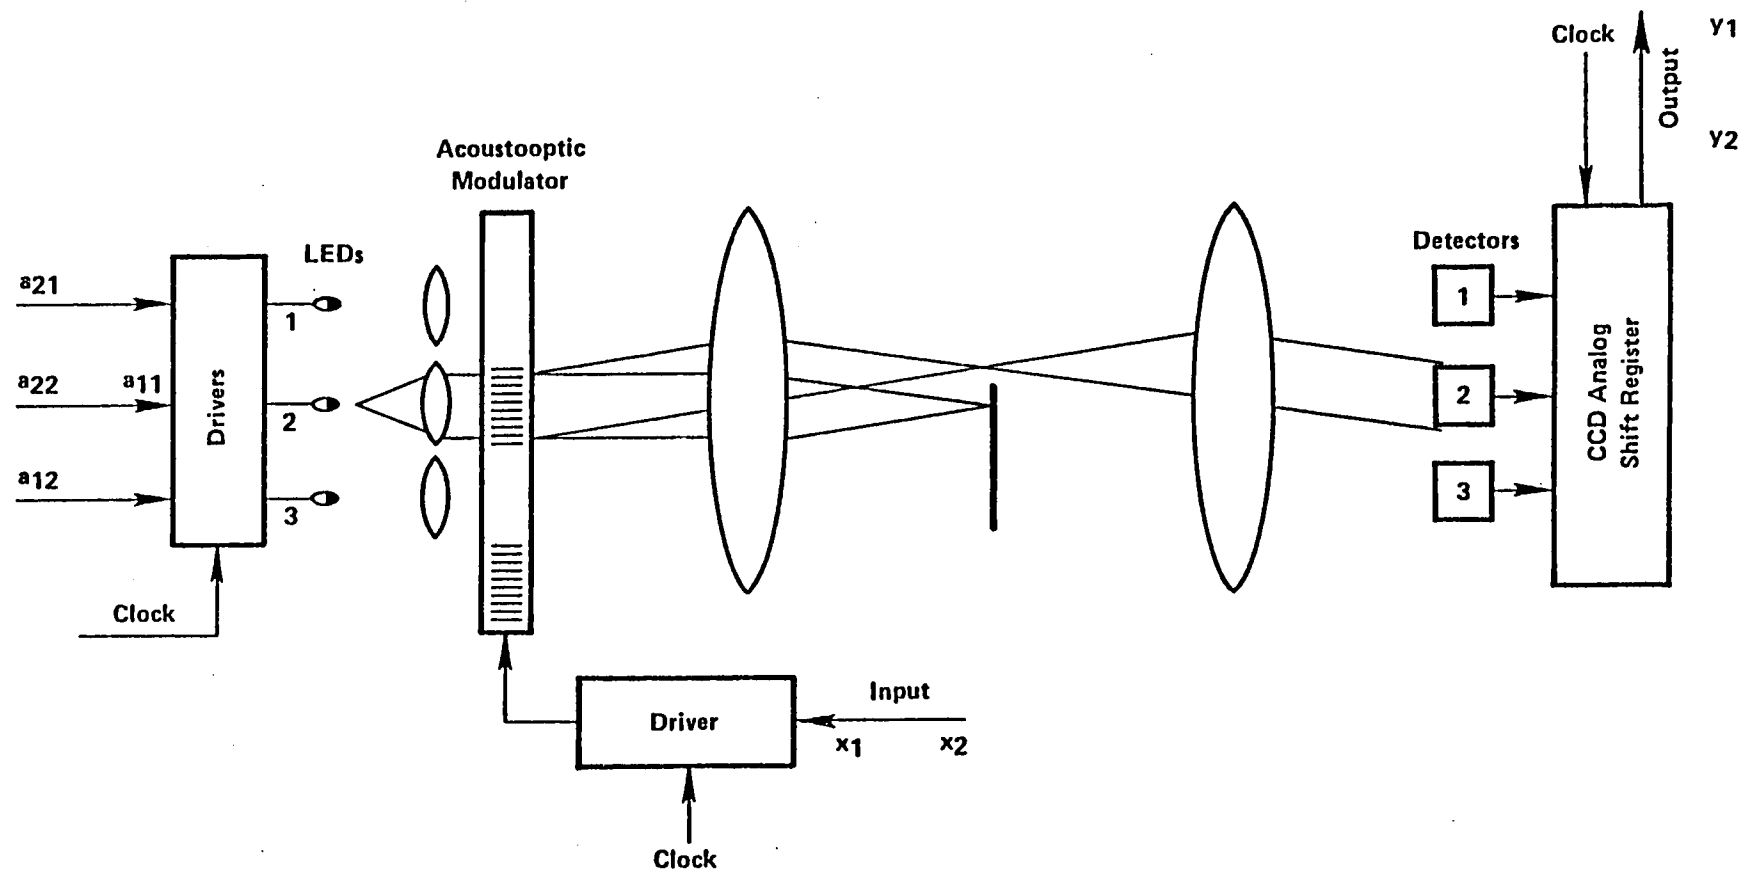 Clock
Output
y1
y2
Acoustooptic
Modulator
LEDs
Detectors
a21
1
1
a22 a11
2
2
a12
3
3
Drivers
CCD Analog
Shift Register
Clock
Driver
Input
x1 x2
Clock